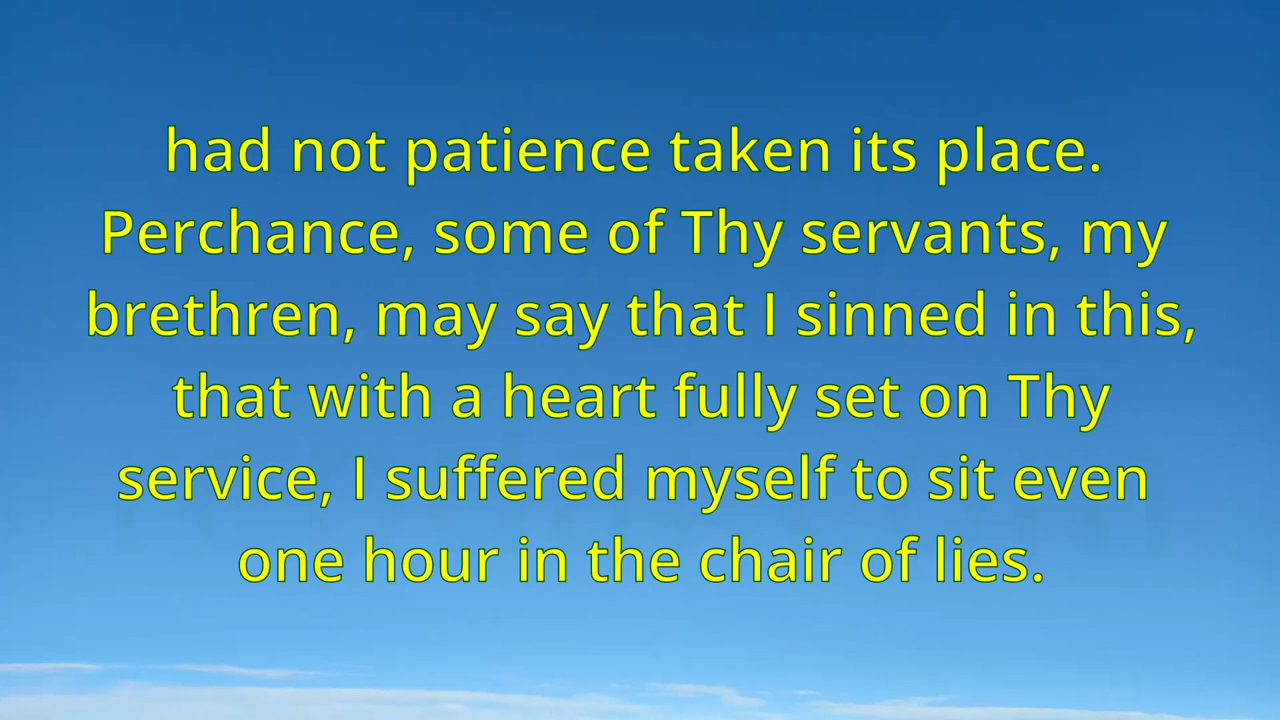 had not patience taken its place.
Perchance, some of Thy servants, my
brethren, may say that I sinned in this,
that with a heart fully set on Thy
service, I suffered myself to sit even
one hour in the chair of lies.